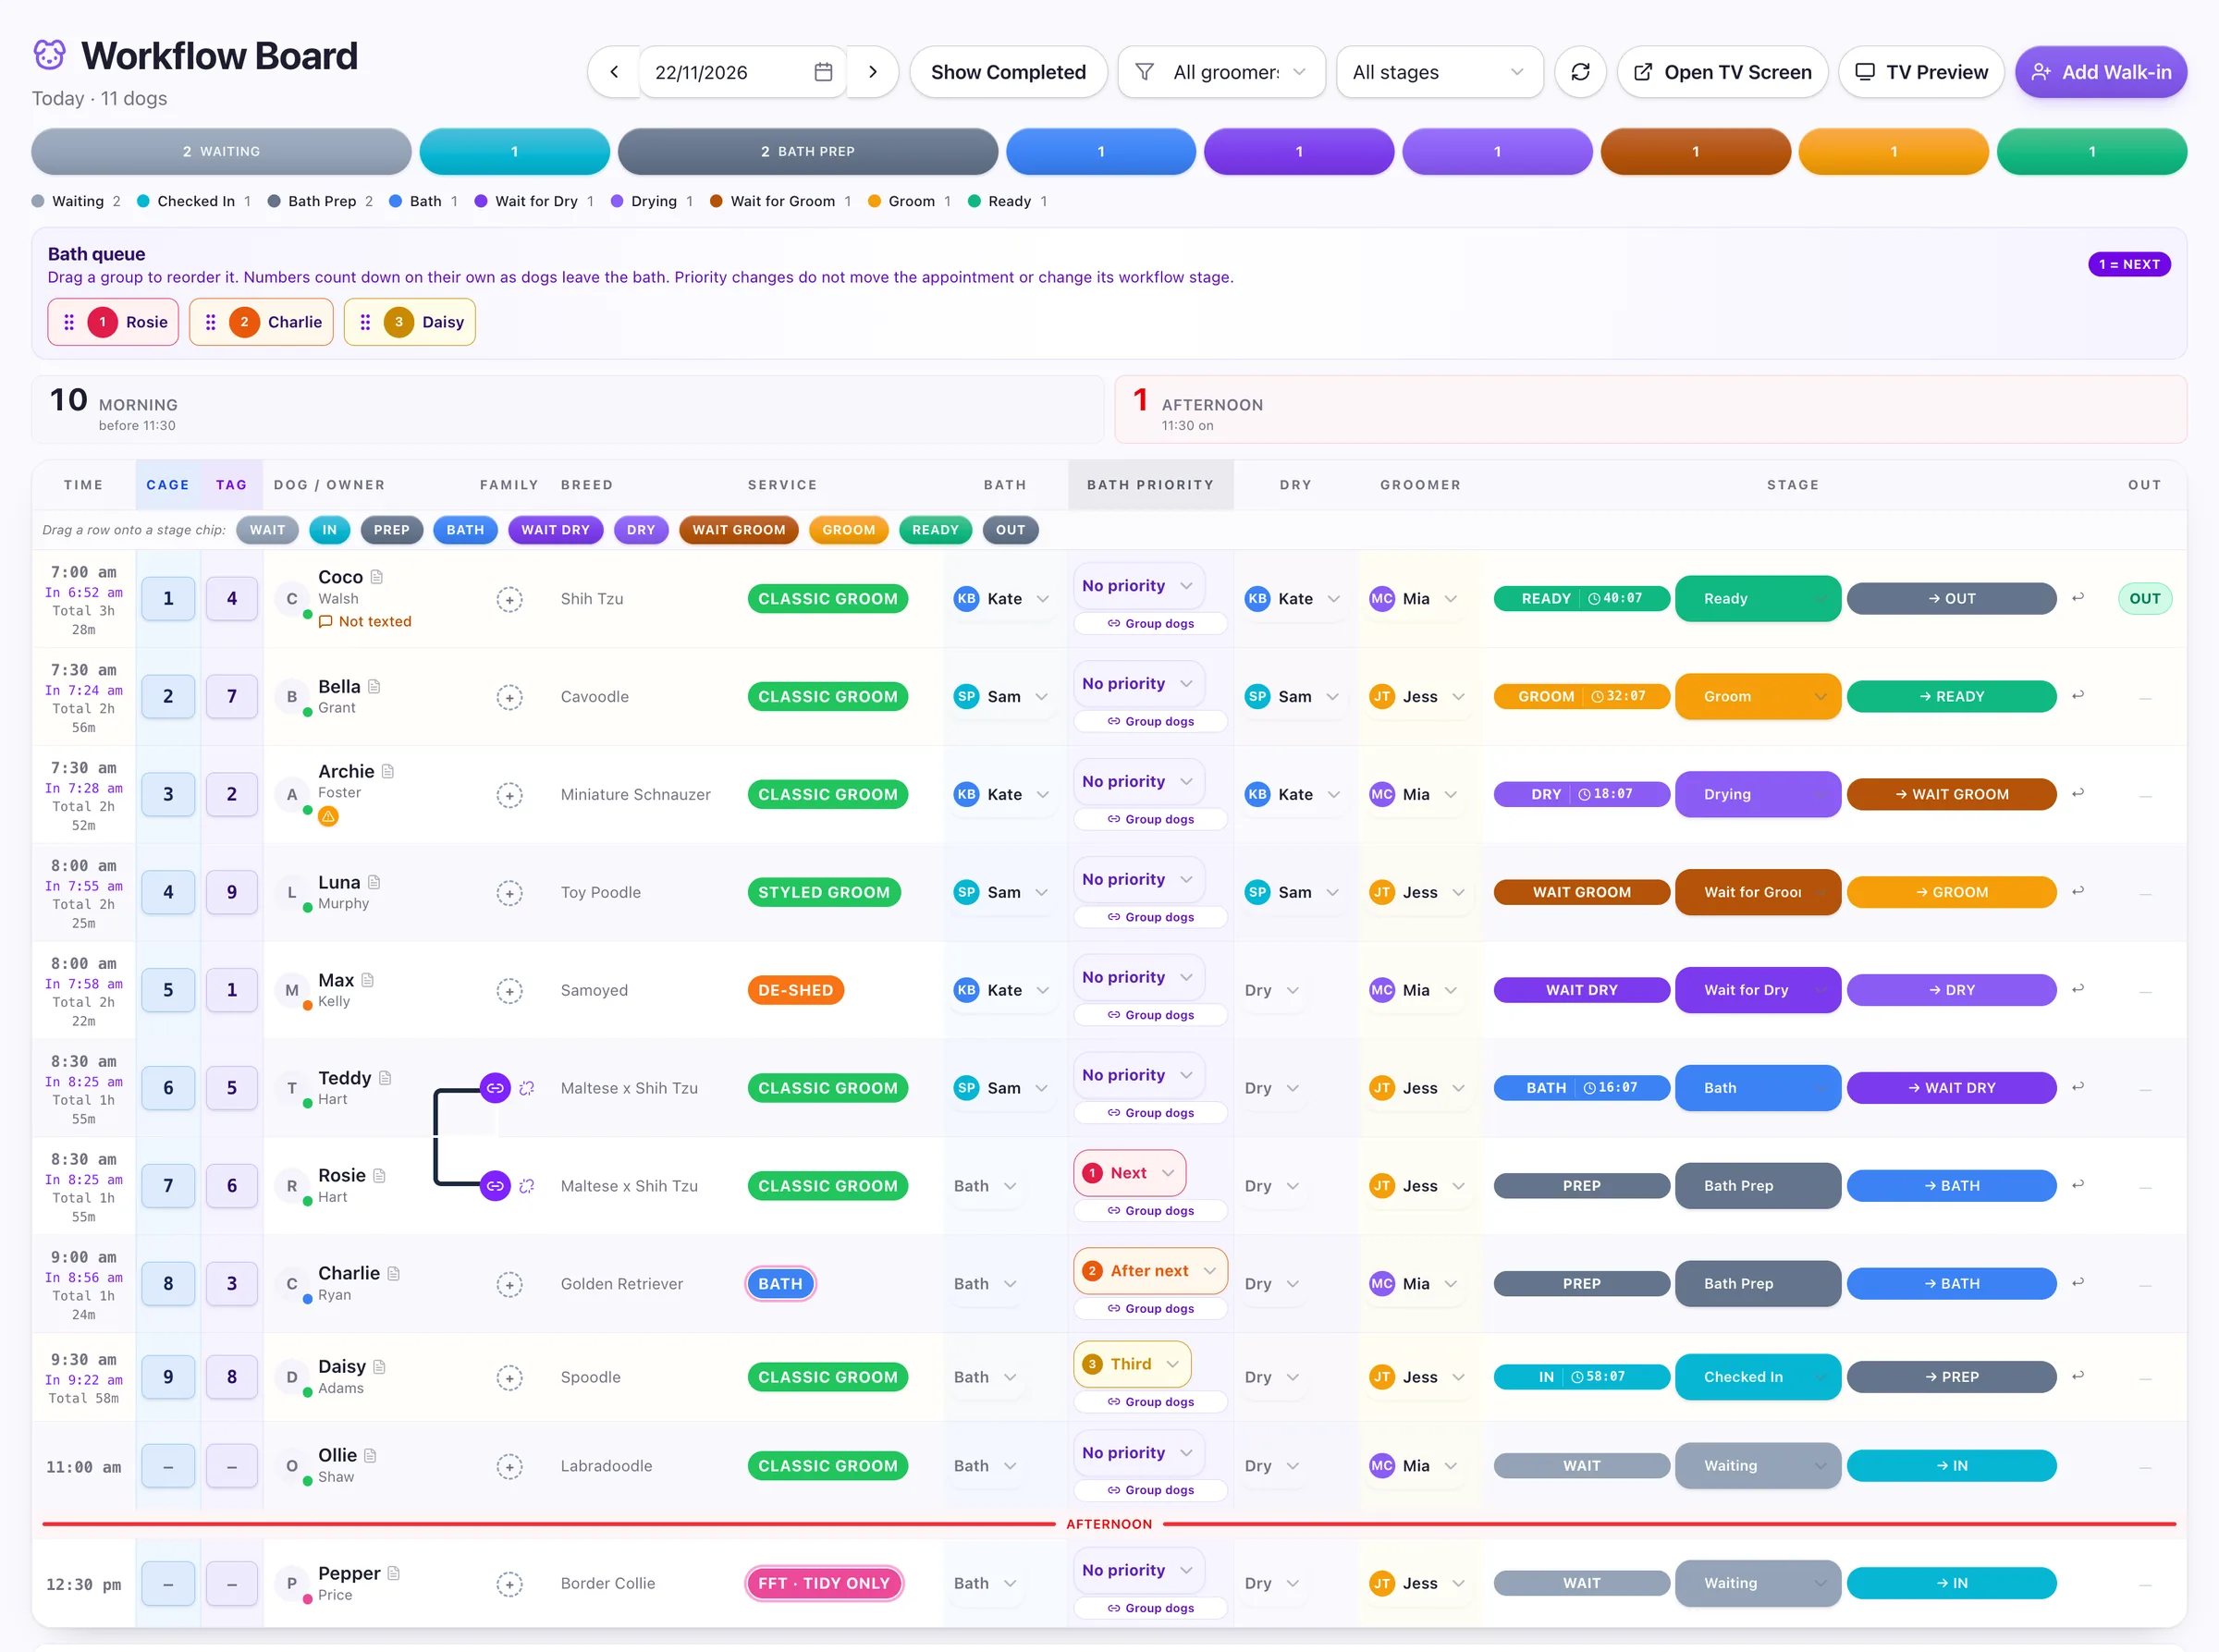 Workflow Board
Today · 11 dogs
22/11/2026
Show Completed
All groomers
All stages
Open TV Screen
TV Preview
Add Walk-in
2 WAITING
1
2 BATH PREP
1
1
1
1
1
1
Waiting 2
Checked In 1
Bath Prep 2
Bath 1
Wait for Dry 1
Drying 1
Wait for Groom 1
Groom 1
Ready 1
Bath queue
Drag a group to reorder it. Numbers count down on their own as dogs leave the bath. Priority changes do not move the appointment or change its workflow stage.
1 = NEXT
1 Rosie
2 Charlie
3 Daisy
10 MORNING
before 11:30
1 AFTERNOON
11:30 on
TIME CAGE TAG DOG / OWNER FAMILY BREED SERVICE BATH BATH PRIORITY DRY GROOMER STAGE OUT
Drag a row onto a stage chip: WAIT IN PREP BATH WAIT DRY DRY WAIT GROOM GROOM READY OUT
7:00 am
In 6:52 am
Total 3h
28m
1
4
C
Coco
Walsh
Not texted
Shih Tzu
CLASSIC GROOM
KB Kate
No priority
Group dogs
KB Kate
MC Mia
READY 40:07
Ready
→ OUT
OUT
7:30 am
In 7:24 am
Total 2h
56m
2
7
B
Bella
Grant
Cavoodle
CLASSIC GROOM
SP Sam
No priority
Group dogs
SP Sam
JT Jess
GROOM 32:07
Groom
→ READY
—
7:30 am
In 7:28 am
Total 2h
52m
3
2
A
Archie
Foster
Miniature Schnauzer
CLASSIC GROOM
KB Kate
No priority
Group dogs
KB Kate
MC Mia
DRY 18:07
Drying
→ WAIT GROOM
—
8:00 am
In 7:55 am
Total 2h
25m
4
9
L
Luna
Murphy
Toy Poodle
STYLED GROOM
SP Sam
No priority
Group dogs
SP Sam
JT Jess
WAIT GROOM
Wait for Groo
→ GROOM
—
8:00 am
In 7:58 am
Total 2h
22m
5
1
M
Max
Kelly
Samoyed
DE-SHED
KB Kate
No priority
Group dogs
Dry
MC Mia
WAIT DRY
Wait for Dry
→ DRY
—
8:30 am
In 8:25 am
Total 1h
55m
6
5
T
Teddy
Hart
Maltese x Shih Tzu
CLASSIC GROOM
SP Sam
No priority
Group dogs
Dry
JT Jess
BATH 16:07
Bath
→ WAIT DRY
—
8:30 am
In 8:25 am
Total 1h
55m
7
6
R
Rosie
Hart
Maltese x Shih Tzu
CLASSIC GROOM
Bath
1 Next
Group dogs
Dry
JT Jess
PREP
Bath Prep
→ BATH
—
9:00 am
In 8:56 am
Total 1h
24m
8
3
C
Charlie
Ryan
Golden Retriever
BATH
Bath
2 After next
Group dogs
Dry
MC Mia
PREP
Bath Prep
→ BATH
—
9:30 am
In 9:22 am
Total 58m
9
8
D
Daisy
Adams
Spoodle
CLASSIC GROOM
Bath
3 Third
Group dogs
Dry
JT Jess
IN 58:07
Checked In
→ PREP
—
11:00 am
–
–
O
Ollie
Shaw
Labradoodle
CLASSIC GROOM
Bath
No priority
Group dogs
Dry
MC Mia
WAIT
Waiting
→ IN
—
AFTERNOON
12:30 pm
–
–
P
Pepper
Price
Border Collie
FFT · TIDY ONLY
Bath
No priority
Group dogs
Dry
JT Jess
WAIT
Waiting
→ IN
—